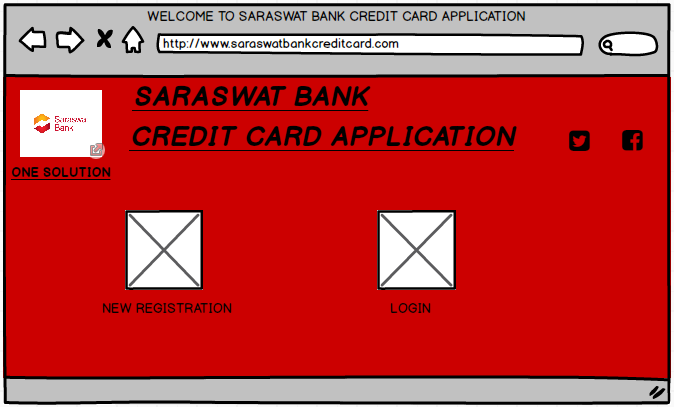 WELCOME TO SARASWAT BANK CREDIT CARD APPLICATION
http://www.saraswatbankcreditcard.com
SARASWAT BANK
CREDIT CARD APPLICATION
Saraswat
Bank
ONE SOLUTION
NEW REGISTRATION
LOGIN